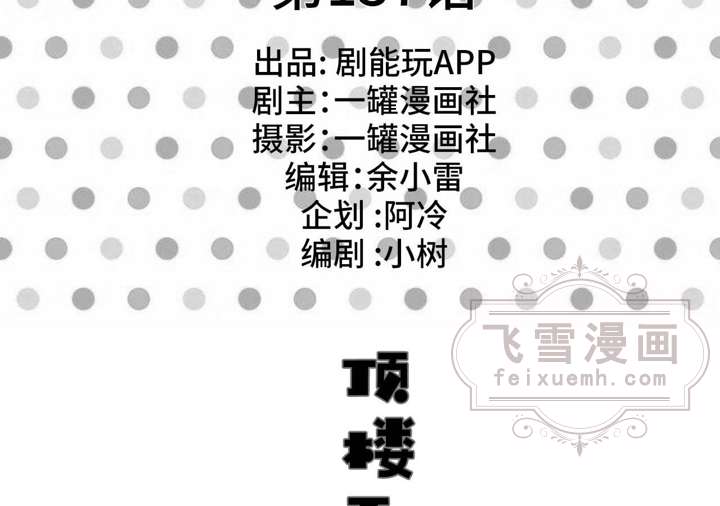 出品: 剧能玩APP
剧主：一罐漫画社
摄影：一罐漫画社
编辑：余小雷
企划 :阿冷
编剧 :小树
飞雪漫画
feixuemh.com
顶
楼